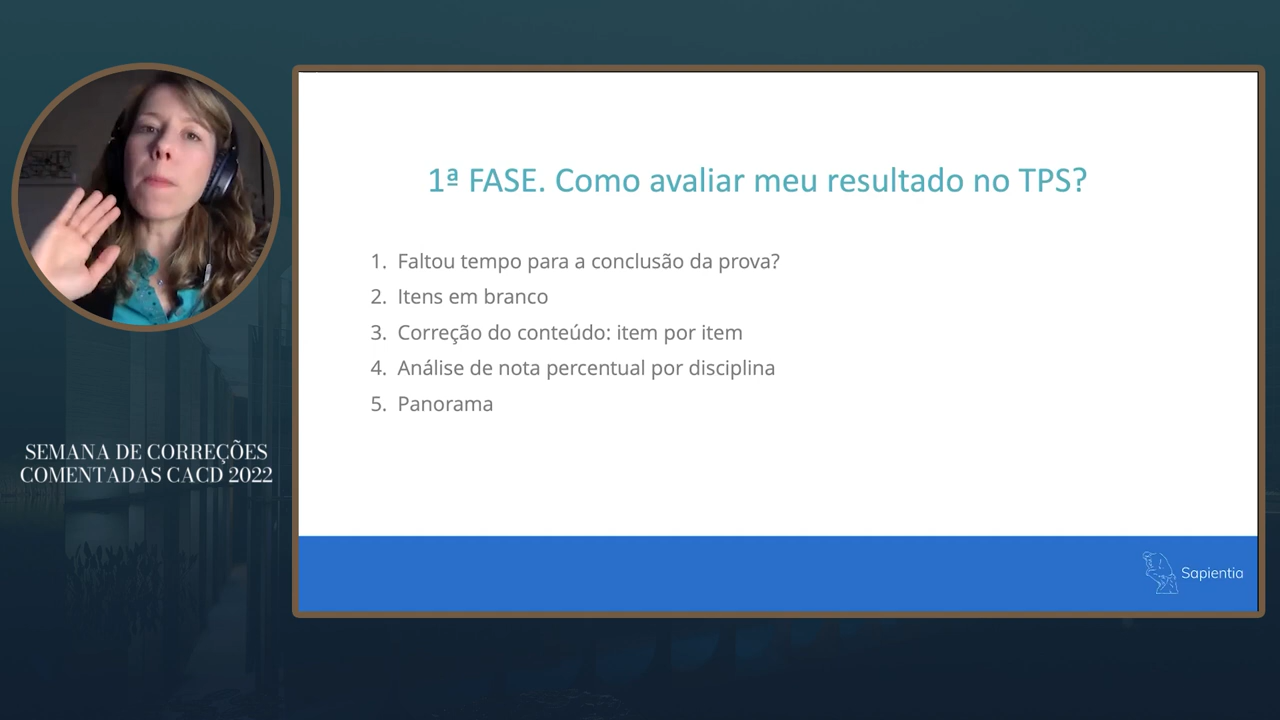 1ª FASE. Como avaliar meu resultado no TPS?
1. Faltou tempo para a conclusão da prova?
2. Itens em branco
3. Correção do conteúdo: item por item
4. Análise de nota percentual por disciplina
5. Panorama
SEMANA DE CORREÇÕES
COMENTADAS CACD 2022
Sapientia